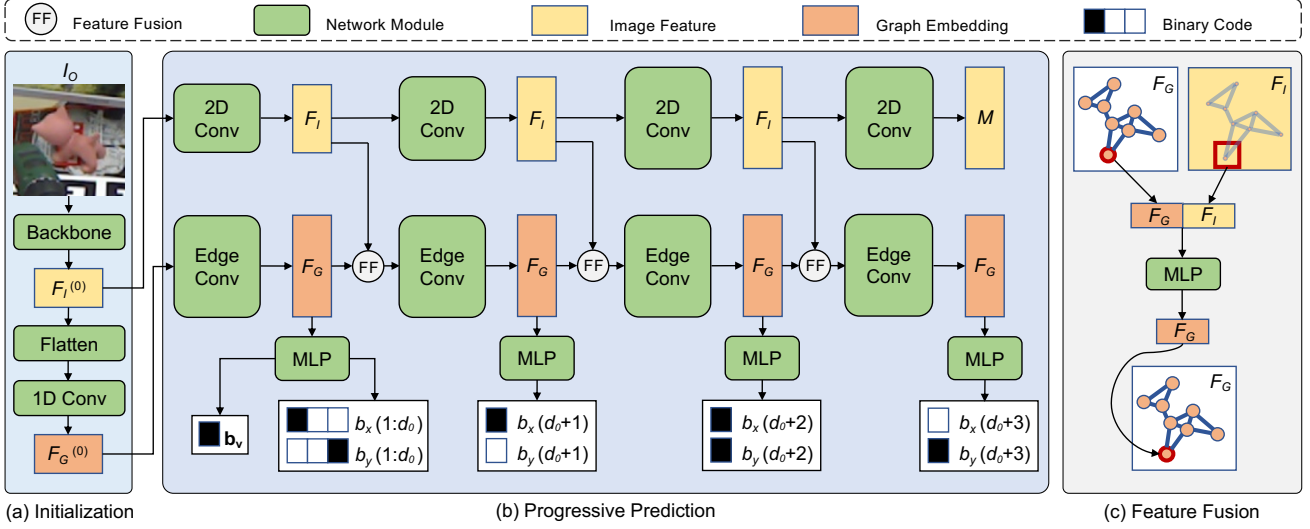 FF Feature Fusion Network Module Image Feature Graph Embedding Binary Code
I_O
Backbone
F_I^(0)
Flatten
1D Conv
F_G^(0)
(a) Initialization
2D Conv
F_I
2D Conv
F_I
2D Conv
F_I
2D Conv
M
Edge Conv
F_G
FF
Edge Conv
F_G
FF
Edge Conv
F_G
FF
Edge Conv
F_G
MLP
MLP
MLP
MLP
b_v
b_x(1:d_0)
b_y(1:d_0)
b_x(d_0+1)
b_y(d_0+1)
b_x(d_0+2)
b_y(d_0+2)
b_x(d_0+3)
b_y(d_0+3)
(b) Progressive Prediction
F_G
F_I
F_G F_I
MLP
F_G
F_G
(c) Feature Fusion